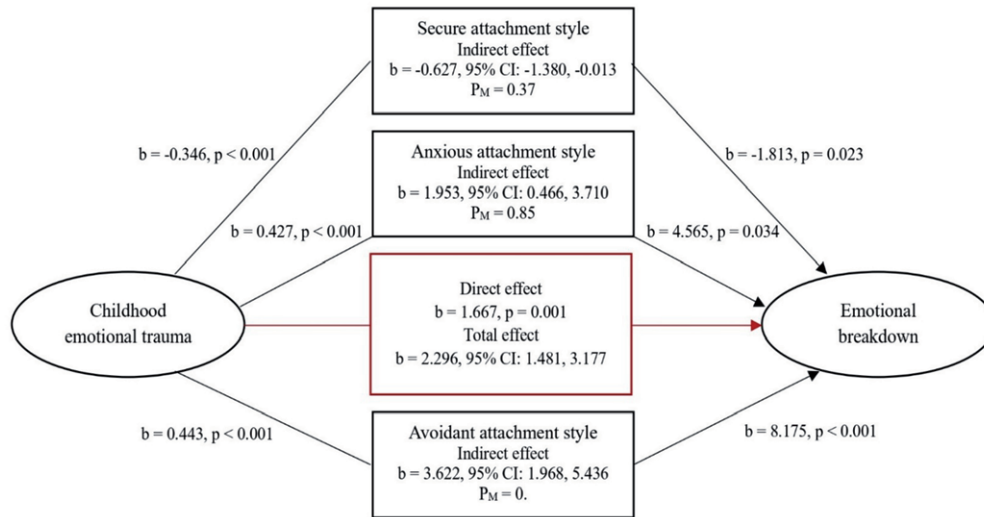 Secure attachment style
Indirect effect
b = -0.627, 95% CI: -1.380, -0.013
PM = 0.37
b = -0.346, p < 0.001
b = -1.813, p = 0.023
Anxious attachment style
Indirect effect
b = 1.953, 95% CI: 0.466, 3.710
PM = 0.85
b = 0.427, p < 0.001
b = 4.565, p = 0.034
Childhood
emotional trauma
Direct effect
b = 1.667, p = 0.001
Total effect
b = 2.296, 95% CI: 1.481, 3.177
Emotional
breakdown
b = 0.443, p < 0.001
b = 8.175, p < 0.001
Avoidant attachment style
Indirect effect
b = 3.622, 95% CI: 1.968, 5.436
PM = 0.